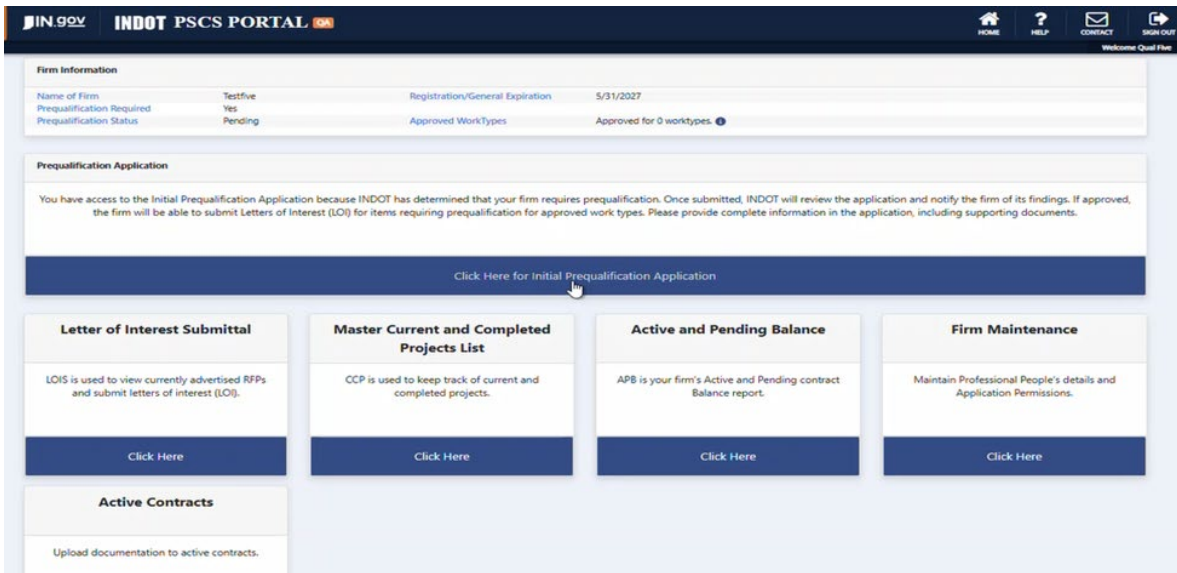 IN.gov INDOT PSCS PORTAL QA
HOME HELP CONTACT SIGN OUT
Welcome Qual Five
Firm Information
Name of Firm Testfive Registration/General Expiration 5/31/2027
Prequalification Required Yes
Prequalification Status Pending Approved WorkTypes Approved for 0 worktypes.
Prequalification Application
You have access to the Initial Prequalification Application because INDOT has determined that your firm requires prequalification. Once submitted, INDOT will review the application and notify the firm of its findings. If approved,
the firm will be able to submit Letters of Interest (LOI) for items requiring prequalification for approved work types. Please provide complete information in the application, including supporting documents.
Click Here for Initial Prequalification Application
Letter of Interest Submittal
LOIS is used to view currently advertised RFPs
and submit letters of interest (LOI).
Click Here
Master Current and Completed
Projects List
CCP is used to keep track of current and
completed projects.
Click Here
Active and Pending Balance
APB is your firm's Active and Pending contract
Balance report.
Click Here
Firm Maintenance
Maintain Professional People's details and
Application Permissions.
Click Here
Active Contracts
Upload documentation to active contracts.